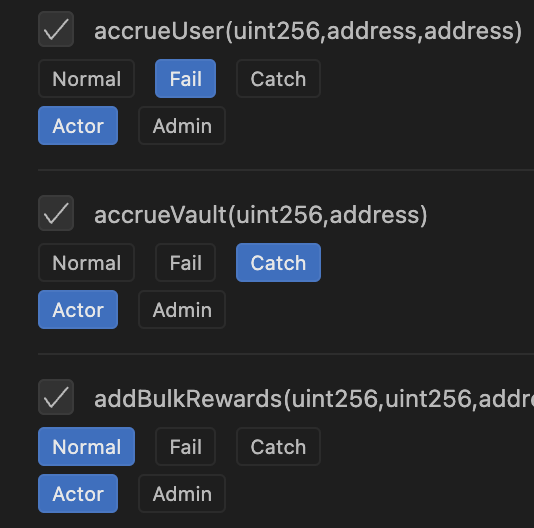 accrueUser(uint256,address,address)
Normal Fail Catch
Actor Admin
accrueVault(uint256,address)
Normal Fail Catch
Actor Admin
addBulkRewards(uint256,uint256,addre
Normal Fail Catch
Actor Admin